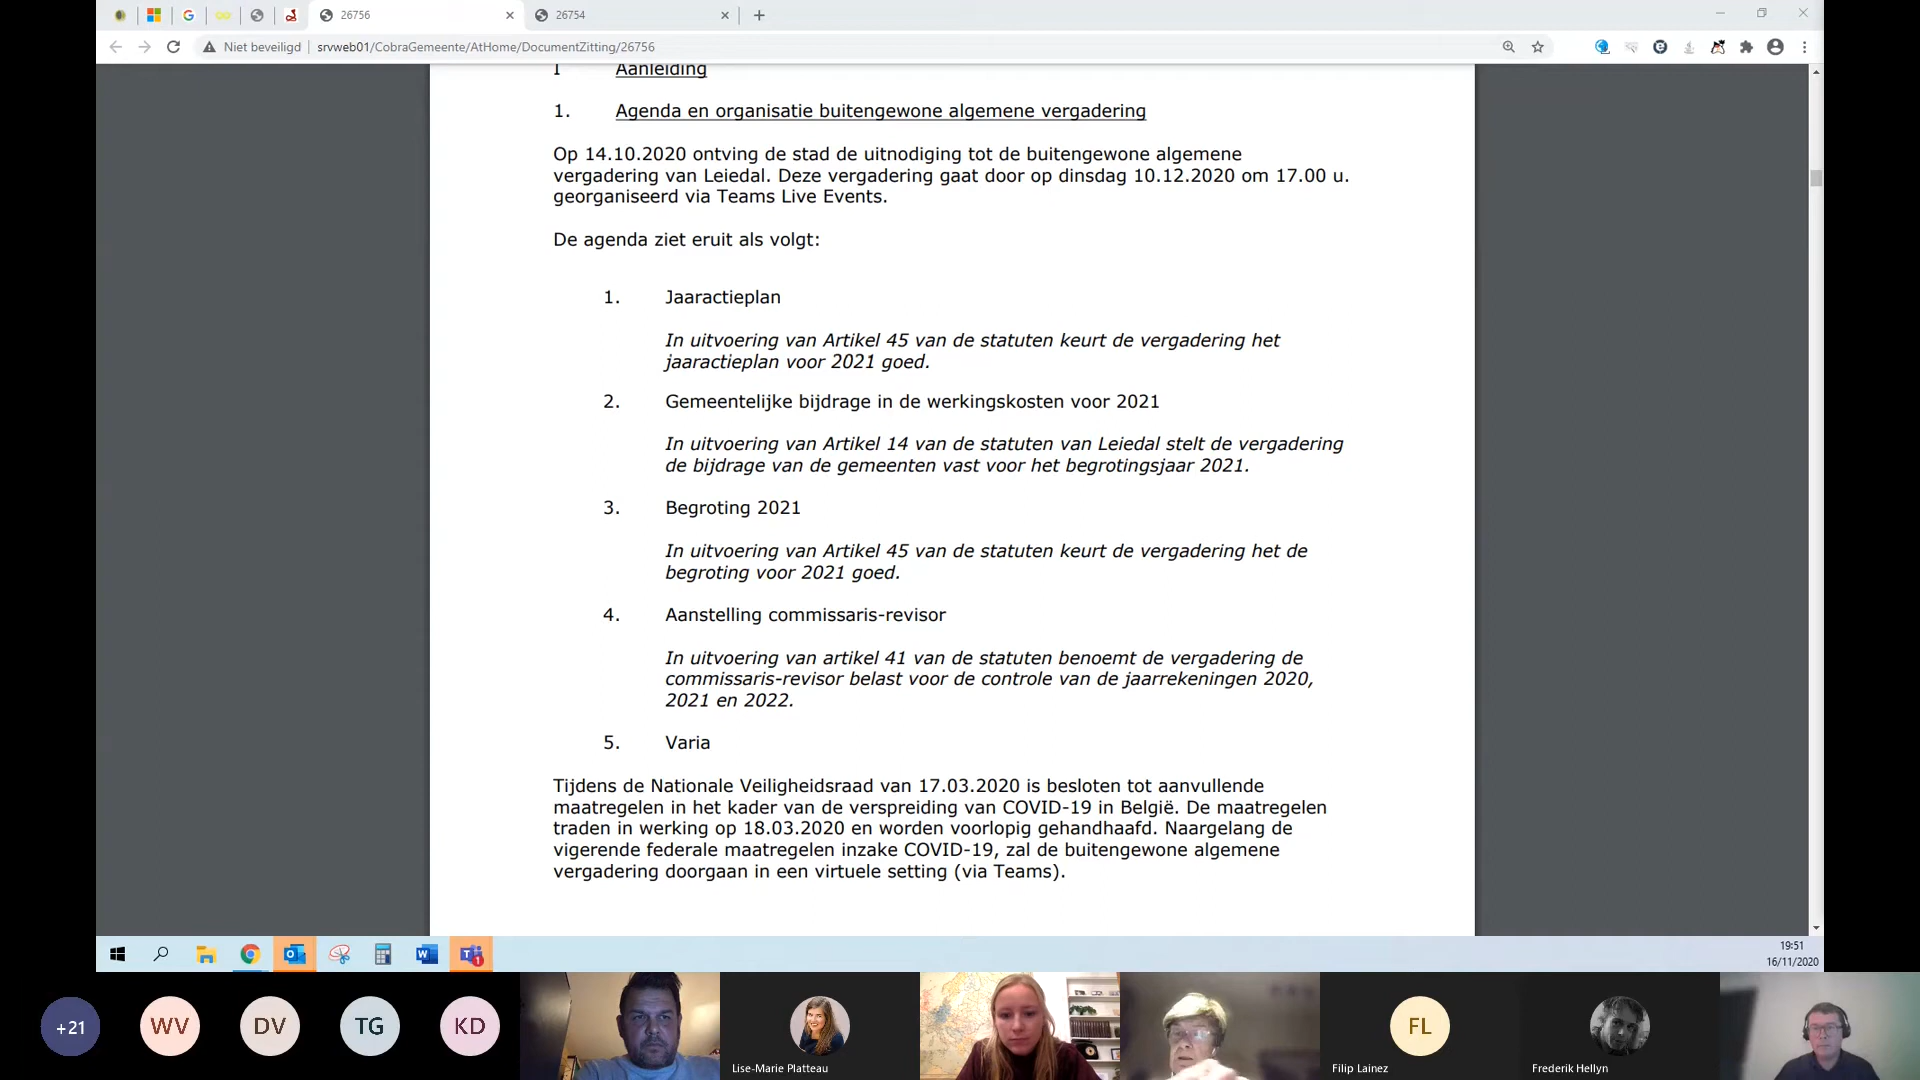 26756
26754
Niet beveiligd
srvweb01/CobraGemeente/AtHome/DocumentZitting/26756
I Aanleiding
1. Agenda en organisatie buitengewone algemene vergadering
Op 14.10.2020 ontving de stad de uitnodiging tot de buitengewone algemene
vergadering van Leiedal. Deze vergadering gaat door op dinsdag 10.12.2020 om 17.00 u.
georganiseerd via Teams Live Events.
De agenda ziet eruit als volgt:
1. Jaaractieplan
In uitvoering van Artikel 45 van de statuten keurt de vergadering het
jaaractieplan voor 2021 goed.
2. Gemeentelijke bijdrage in de werkingskosten voor 2021
In uitvoering van Artikel 14 van de statuten van Leiedal stelt de vergadering
de bijdrage van de gemeenten vast voor het begrotingsjaar 2021.
3. Begroting 2021
In uitvoering van Artikel 45 van de statuten keurt de vergadering het de
begroting voor 2021 goed.
4. Aanstelling commissaris-revisor
In uitvoering van artikel 41 van de statuten benoemt de vergadering de
commissaris-revisor belast voor de controle van de jaarrekeningen 2020,
2021 en 2022.
5. Varia
Tijdens de Nationale Veiligheidsraad van 17.03.2020 is besloten tot aanvullende
maatregelen in het kader van de verspreiding van COVID-19 in België. De maatregelen
traden in werking op 18.03.2020 en worden voorlopig gehandhaafd. Naargelang de
vigerende federale maatregelen inzake COVID-19, zal de buitengewone algemene
vergadering doorgaan in een virtuele setting (via Teams).
19:51
16/11/2020
+21
WV
DV
TG
KD
Lise-Marie Platteau
FL
Filip Lainez
Frederik Hellyn